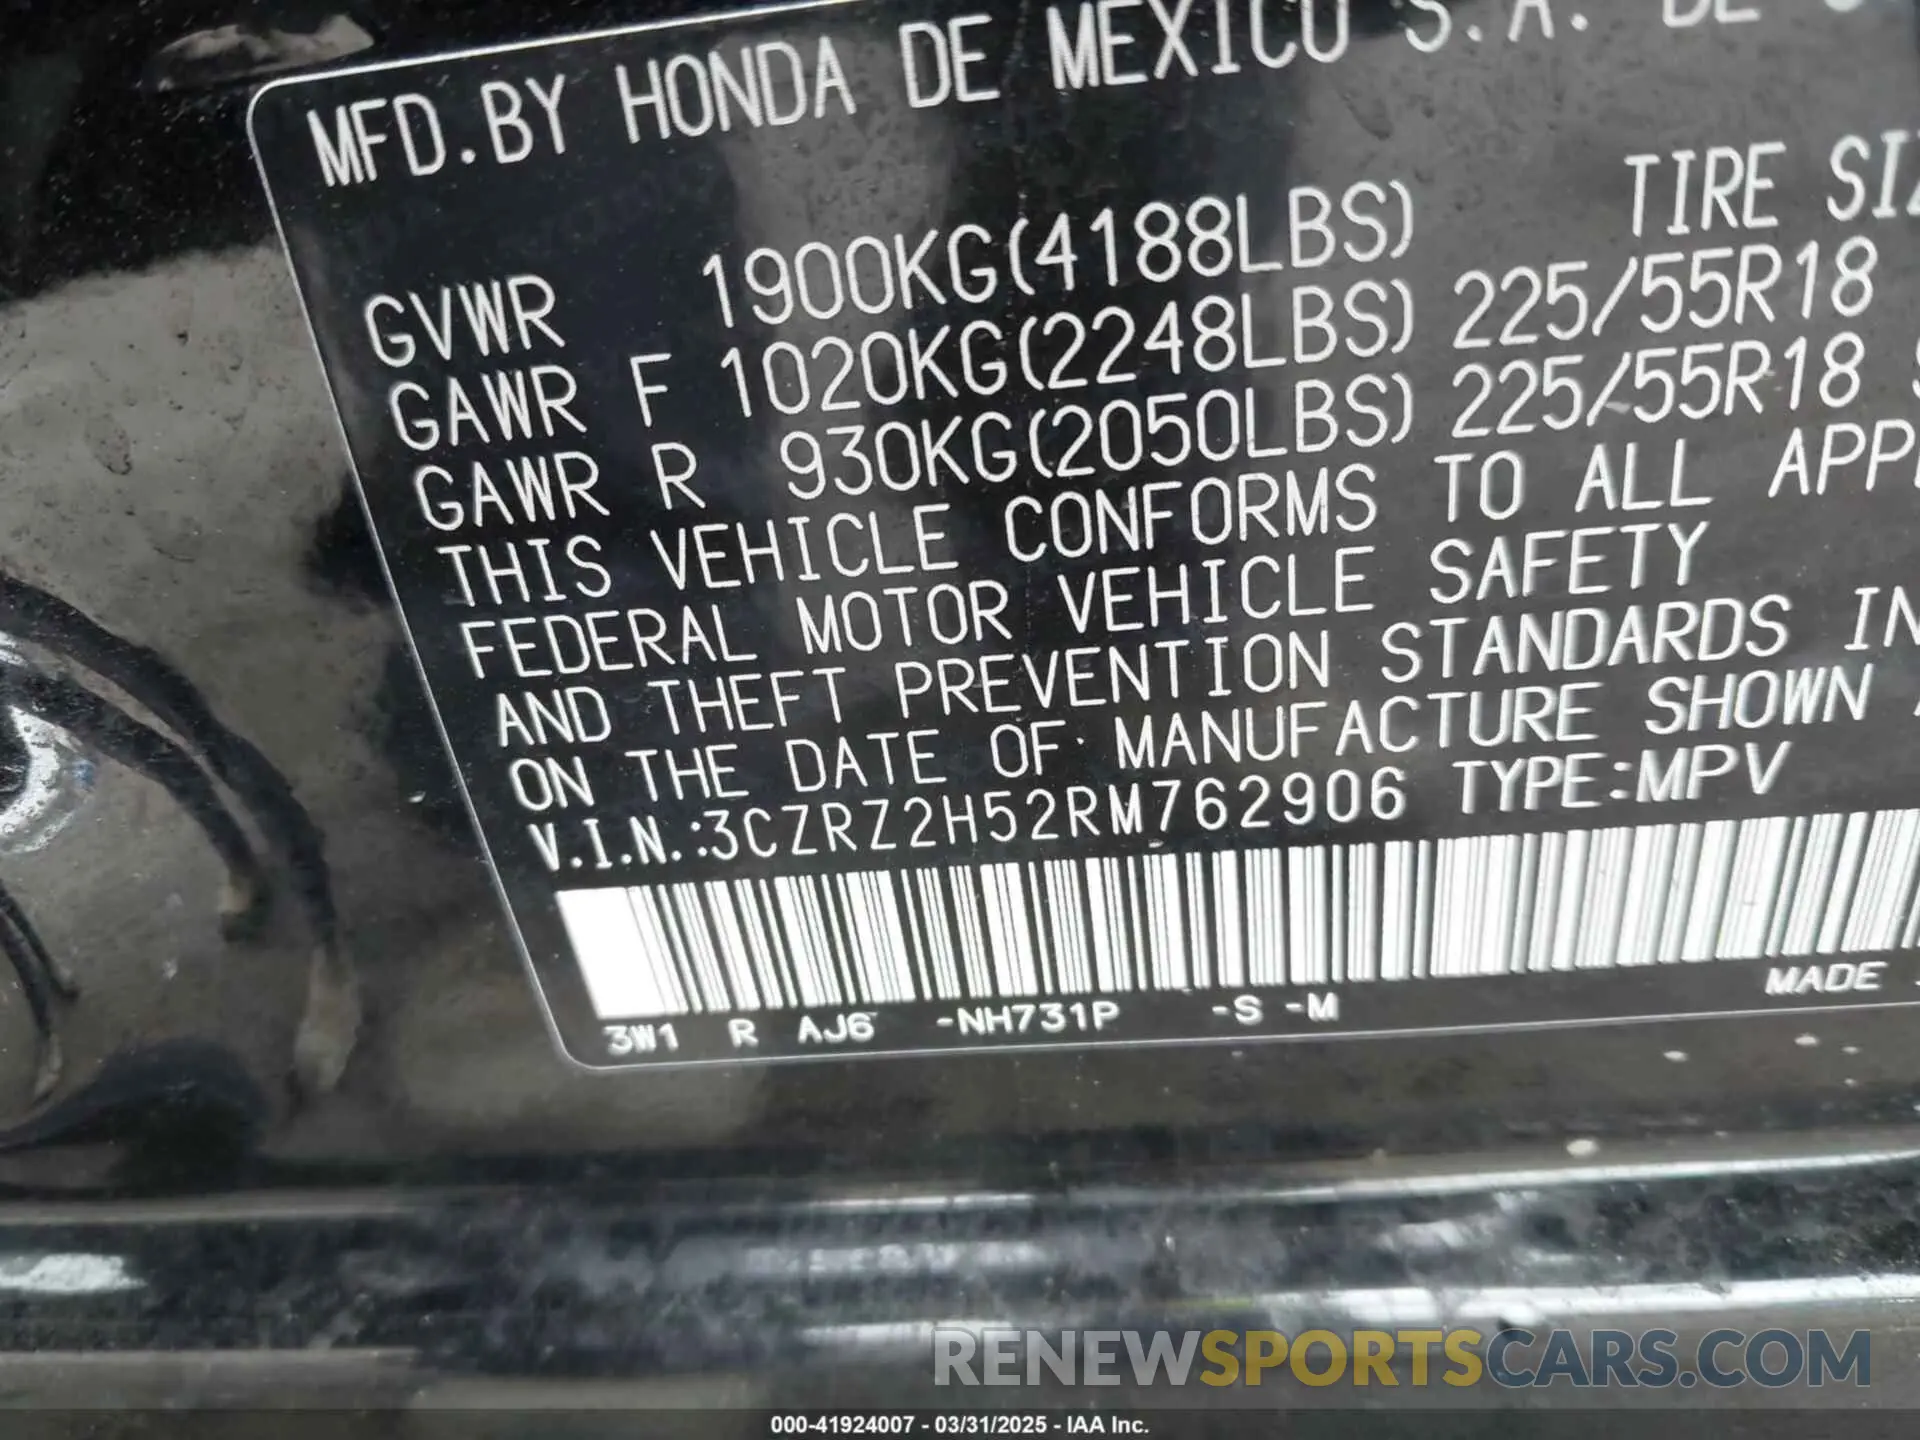 MFD.BY HONDA DE MEXICO S.A. DE
TIRE
GVWR 1900KG(4188LBS)
GAWR F 1020KG(2248LBS) 225/55R18
GAWR R 930KG(2050LBS) 225/55R18
THIS VEHICLE CONFORMS TO ALL
FEDERAL MOTOR VEHICLE SAFETY
AND THEFT PREVENTION STANDARDS IN
ON THE DATE OF MANUFACTURE SHOWN
V.I.N.:3CZRZ2H52RM762906 TYPE:MPV
3W1 R AJ6 -NH731P -S -M
MADE
RENEWSPORTSCARS.COM
000-41924007 - 03/31/2025 - IAA Inc.